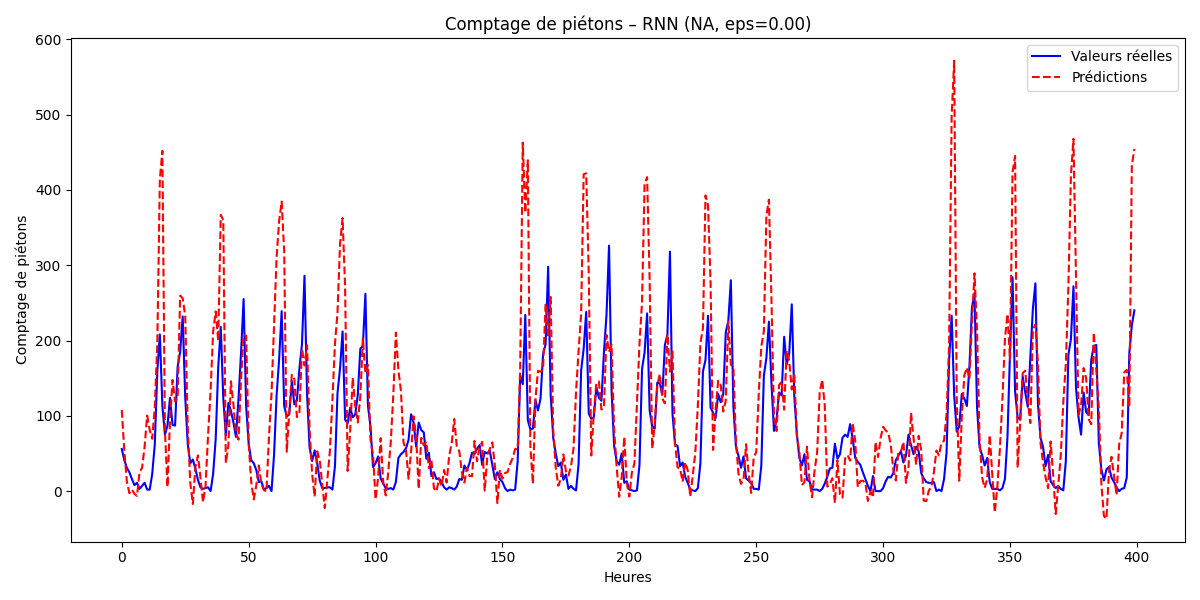 Comptage de piétons – RNN (NA, eps=0.00)
Valeurs réelles
Prédictions
Comptage de piétons
600
500
400
300
200
100
0
0 50 100 150 200 250 300 350 400
Heures